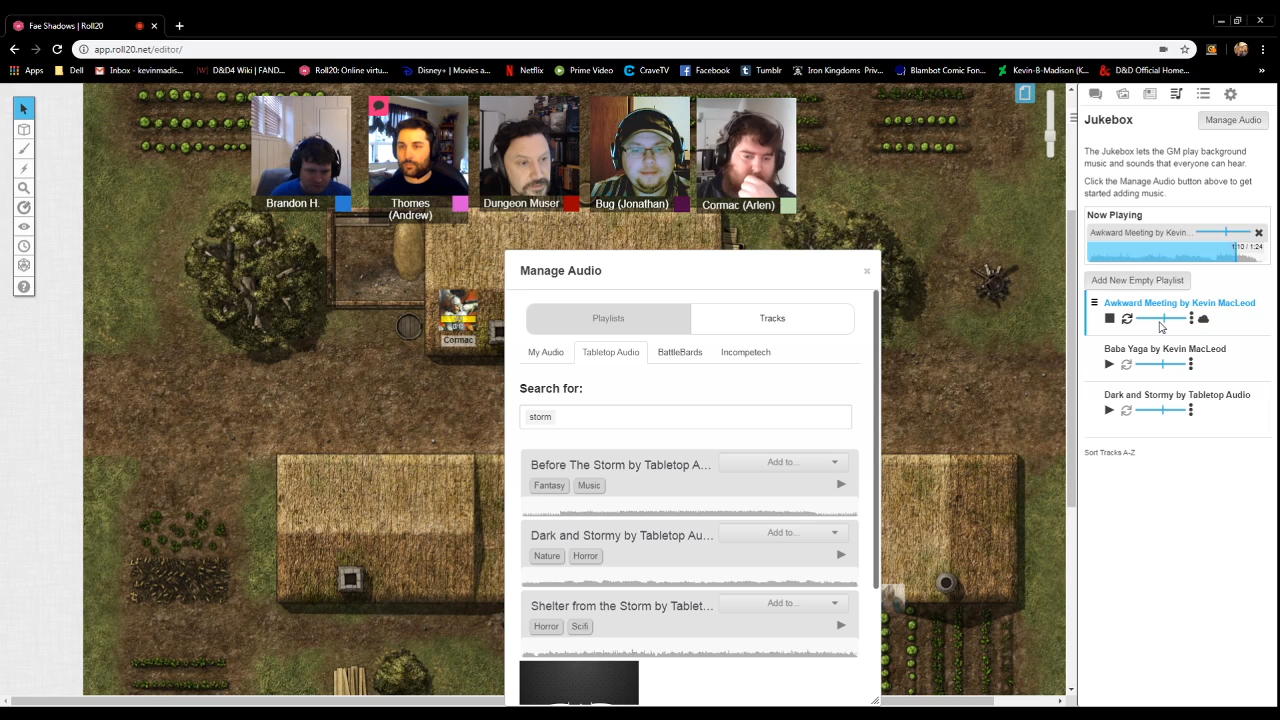 Fae Shadows | Roll20
app.roll20.net/editor/
Apps
Dell
Inbox - kevinmadis...
D&D4 Wiki | FAND...
Roll20: Online virtu...
Disney+ | Movies a...
Netflix
Prime Video
CraveTV
Facebook
Tumblr
Iron Kingdoms Priv...
Blambot Comic Fon...
Kevin-B-Madison (K...
D&D Official Home...
»
Brandon H.
Thomes
(Andrew)
Dungeon Muser
Bug (Jonathan)
Cormac (Arlen)
Cormac
Manage Audio
Playlists
Tracks
My Audio
Tabletop Audio
BattleBards
Incompetech
Search for:
storm
Before The Storm by Tabletop A...
Add to...
Fantasy
Music
Dark and Stormy by Tabletop Au...
Add to...
Nature
Horror
Shelter from the Storm by Tablet...
Add to...
Horror
Scifi
Jukebox
Manage Audio
The Jukebox lets the GM play background
music and sounds that everyone can hear.
Click the Manage Audio button above to get
started adding music.
Now Playing
Awkward Meeting by Kevin...
1:10 / 1:24
Add New Empty Playlist
Awkward Meeting by Kevin MacLeod
Baba Yaga by Kevin MacLeod
Dark and Stormy by Tabletop Audio
Sort Tracks A-Z